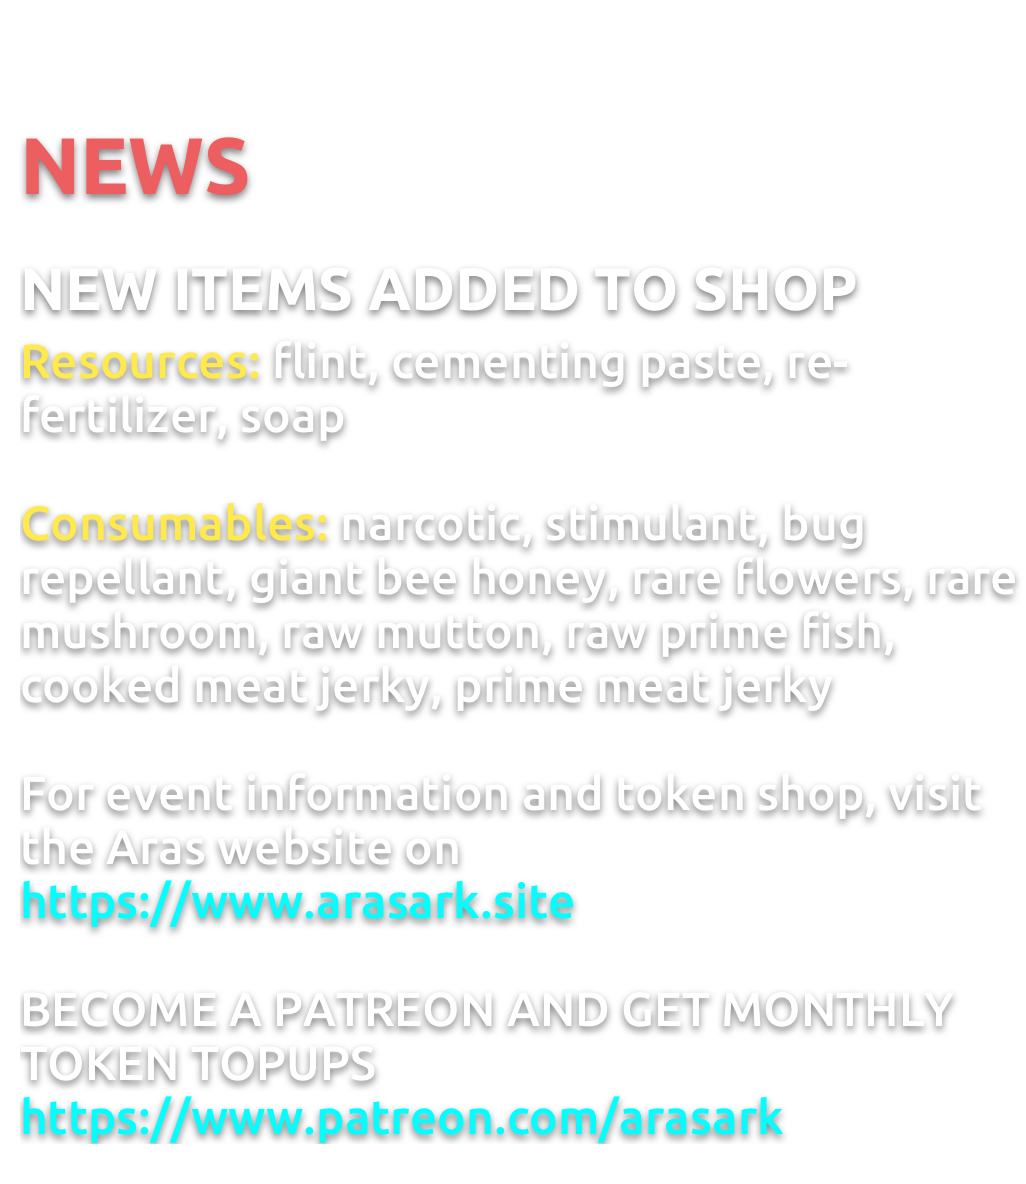 NEWS
NEW ITEMS ADDED TO SHOP
Resources: flint, cementing paste, re-
fertilizer, soap
Consumables: narcotic, stimulant, bug
repellant, giant bee honey, rare flowers, rare
mushroom, raw mutton, raw prime fish,
cooked meat jerky, prime meat jerky
For event information and token shop, visit
the Aras website on
https://www.arasark.site
BECOME A PATREON AND GET MONTHLY
TOKEN TOPUPS
https://www.patreon.com/arasark